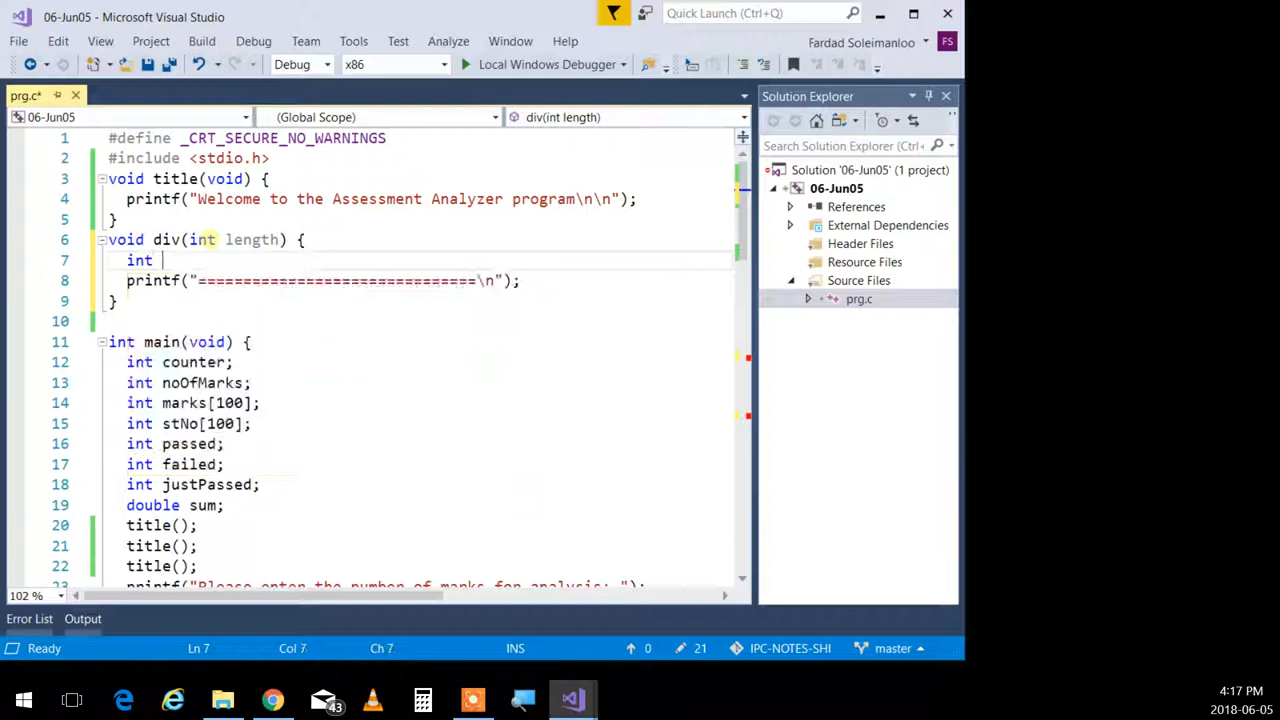 06-Jun05 - Microsoft Visual Studio
Quick Launch (Ctrl+Q)
File Edit View Project Build Debug Team Tools Test Analyze Window Help
Fardad Soleimanloo FS
Debug x86 Local Windows Debugger
prg.c*
06-Jun05 (Global Scope) div(int length)
1 #define _CRT_SECURE_NO_WARNINGS
2 #include <stdio.h>
3 void title(void) {
4 printf("Welcome to the Assessment Analyzer program\n\n");
5 }
6 void div(int length) {
7 int
8 printf("===============================\n");
9 }
10
11 int main(void) {
12 int counter;
13 int noOfMarks;
14 int marks[100];
15 int stNo[100];
16 int passed;
17 int failed;
18 int justPassed;
19 double sum;
20 title();
21 title();
22 title();
23 printf("Please enter the number of marks for analysis: ");
102 %
Solution Explorer
Search Solution Explorer (Ctrl+
Solution '06-Jun05' (1 project)
06-Jun05
References
External Dependencies
Header Files
Resource Files
Source Files
prg.c
Error List Output
Ready Ln 7 Col 7 Ch 7 INS 0 21 IPC-NOTES-SHI master
43
4:17 PM
2018-06-05